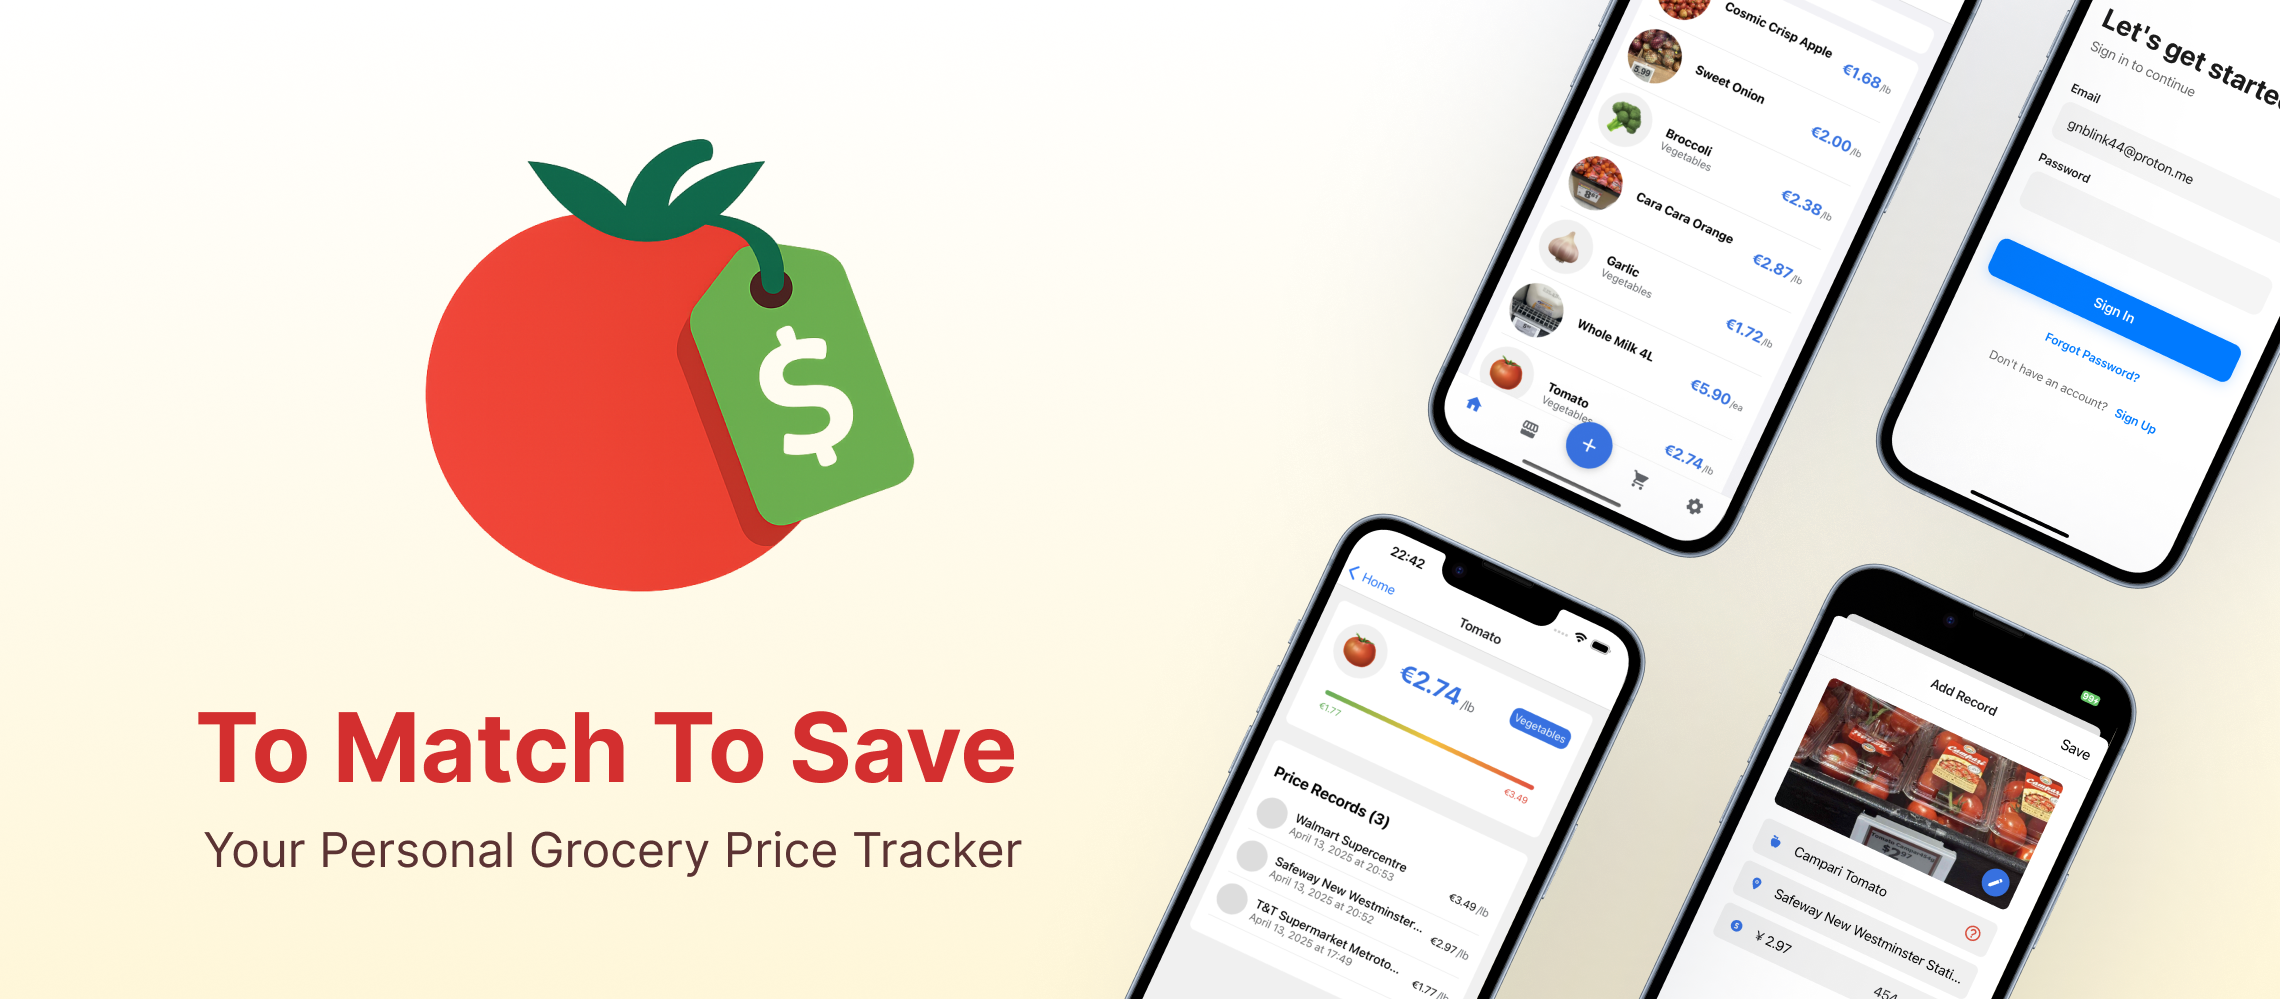 $
To Match To Save
Your Personal Grocery Price Tracker
Cosmic Crisp Apple
€1.68/lb
5.99
Sweet Onion
€2.00/lb
Broccoli
Vegetables
€2.38/lb
Cara Cara Orange
€2.87/lb
Garlic
Vegetables
€1.72/lb
Whole Milk 4L
€5.90/ea
Tomato
Vegetables
€2.74/lb
Let's get started
Sign in to continue
Email
gnblink44@proton.me
Password
Sign In
Forgot Password?
Don't have an account? Sign Up
22:42
Home
Tomato
€2.74/lb
Vegetables
€1.77
€3.49
Price Records (3)
Walmart Supercentre
April 13, 2025 at 20:53
€3.49/lb
Safeway New Westminster...
April 13, 2025 at 20:52
€2.97/lb
T&T Supermarket Metroto...
April 13, 2025 at 17:49
€1.77/lb
Add Record
Save
Campari
Campari
$2.97
Campari Tomato
Safeway New Westminster Stati...
¥ 2.97
454